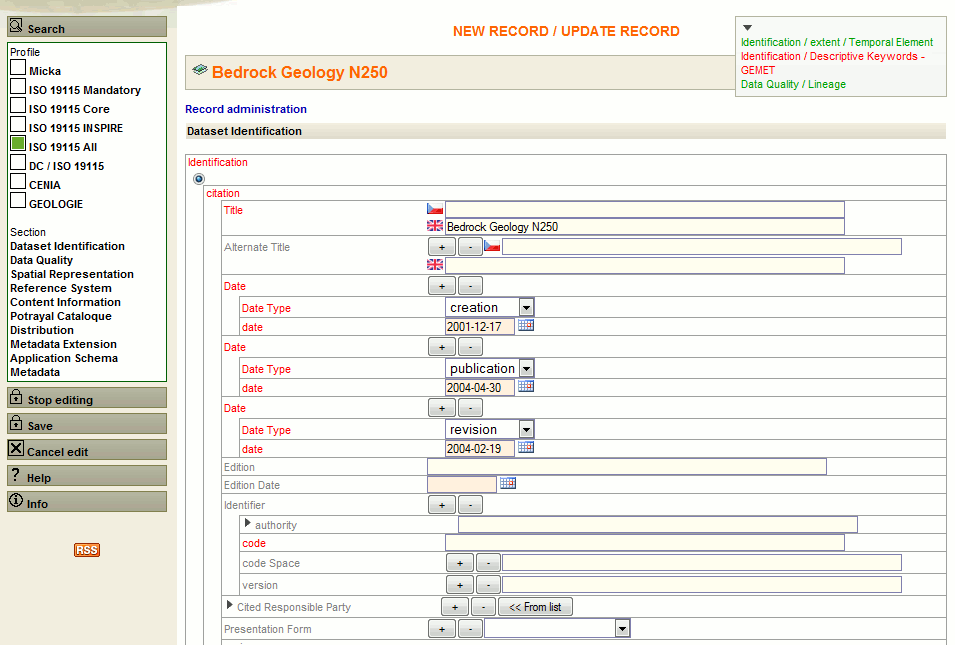 Search
Profile
Micka
ISO 19115 Mandatory
ISO 19115 Core
ISO 19115 INSPIRE
ISO 19115 All
DC / ISO 19115
CENIA
GEOLOGIE
Section
Dataset Identification
Data Quality
Spatial Representation
Reference System
Content Information
Potrayal Cataloque
Distribution
Metadata Extension
Application Schema
Metadata
Stop editing
Save
Cancel edit
? Help
Info
RSS
NEW RECORD / UPDATE RECORD
Identification / extent / Temporal Element
Identification / Descriptive Keywords -
GEMET
Data Quality / Lineage
Bedrock Geology N250
Record administration
Dataset Identification
Identification
citation
Title
Bedrock Geology N250
Alternate Title + -
Date + -
Date Type creation
date 2001-12-17
Date + -
Date Type publication
date 2004-04-30
Date + -
Date Type revision
date 2004-02-19
Edition
Edition Date
Identifier + -
authority
code
code Space + -
version + -
Cited Responsible Party + - << From list
Presentation Form + -